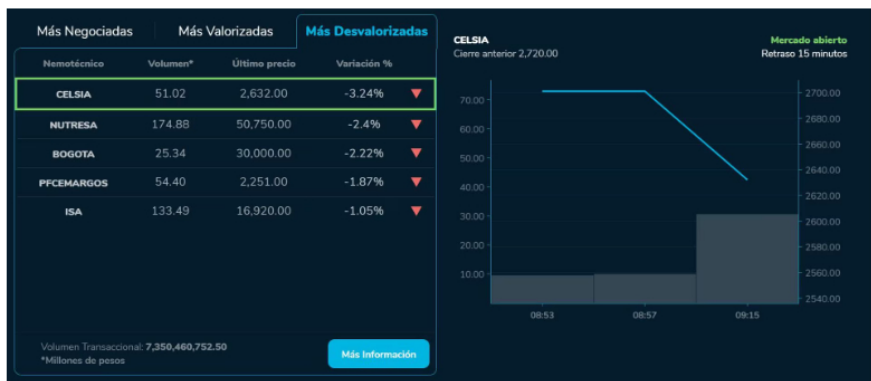 Más Negociadas Más Valorizadas Más Desvalorizadas
Nemotécnico Volumen* Último precio Variación %
CELSIA 51.02 2,632.00 -3.24% ▼
NUTRESA 174.88 50,750.00 -2.4% ▼
BOGOTA 25.34 30,000.00 -2.22% ▼
PFCEMARGOS 54.40 2,251.00 -1.87% ▼
ISA 133.49 16,920.00 -1.05% ▼
Volumen Transaccional: 7,350,460,752.50
*Millones de pesos
Más Información
CELSIA Mercado abierto
Cierre anterior 2,720.00 Retraso 15 minutos
70.00 2700.00
60.00 2680.00
50.00 2660.00
40.00 2640.00
30.00 2620.00
20.00 2600.00
10.00 2580.00
2560.00
2540.00
08:53 08:57 09:15